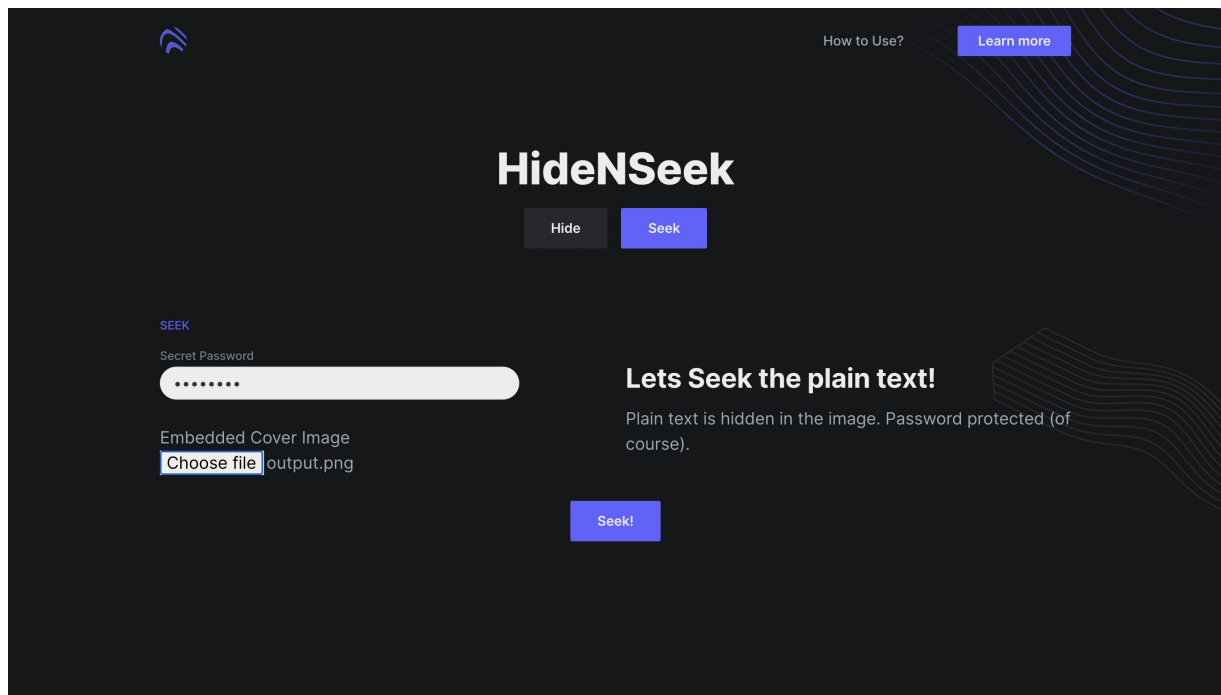 How to Use?
Learn more
HideNSeek
Hide
Seek
SEEK
Secret Password
••••••••
Lets Seek the plain text!
Plain text is hidden in the image. Password protected (of
course).
Embedded Cover Image
Choose file output.png
Seek!